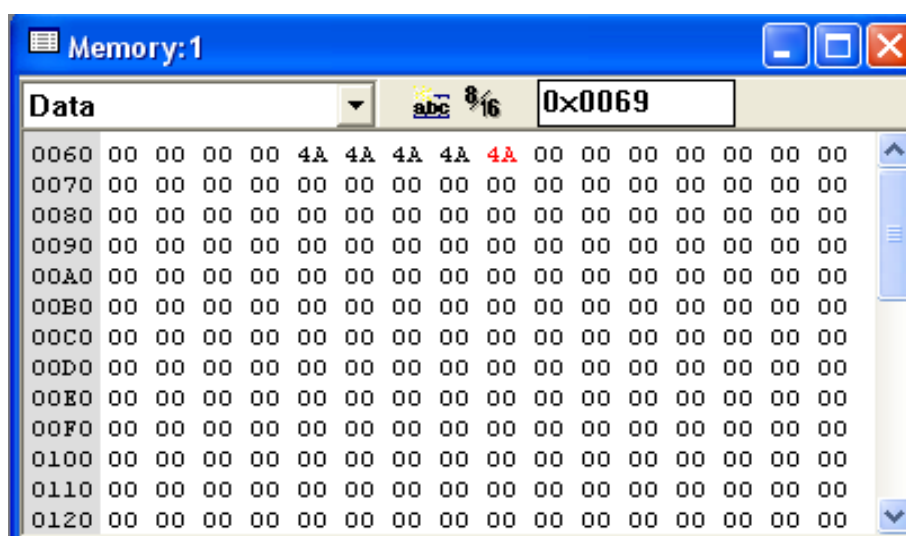 Memory:1
Data abc 8/16 0x0069
0060 00 00 00 00 4A 4A 4A 4A 4A 00 00 00 00 00 00 00
0070 00 00 00 00 00 00 00 00 00 00 00 00 00 00 00 00
0080 00 00 00 00 00 00 00 00 00 00 00 00 00 00 00 00
0090 00 00 00 00 00 00 00 00 00 00 00 00 00 00 00 00
00A0 00 00 00 00 00 00 00 00 00 00 00 00 00 00 00 00
00B0 00 00 00 00 00 00 00 00 00 00 00 00 00 00 00 00
00C0 00 00 00 00 00 00 00 00 00 00 00 00 00 00 00 00
00D0 00 00 00 00 00 00 00 00 00 00 00 00 00 00 00 00
00E0 00 00 00 00 00 00 00 00 00 00 00 00 00 00 00 00
00F0 00 00 00 00 00 00 00 00 00 00 00 00 00 00 00 00
0100 00 00 00 00 00 00 00 00 00 00 00 00 00 00 00 00
0110 00 00 00 00 00 00 00 00 00 00 00 00 00 00 00 00
0120 00 00 00 00 00 00 00 00 00 00 00 00 00 00 00 00